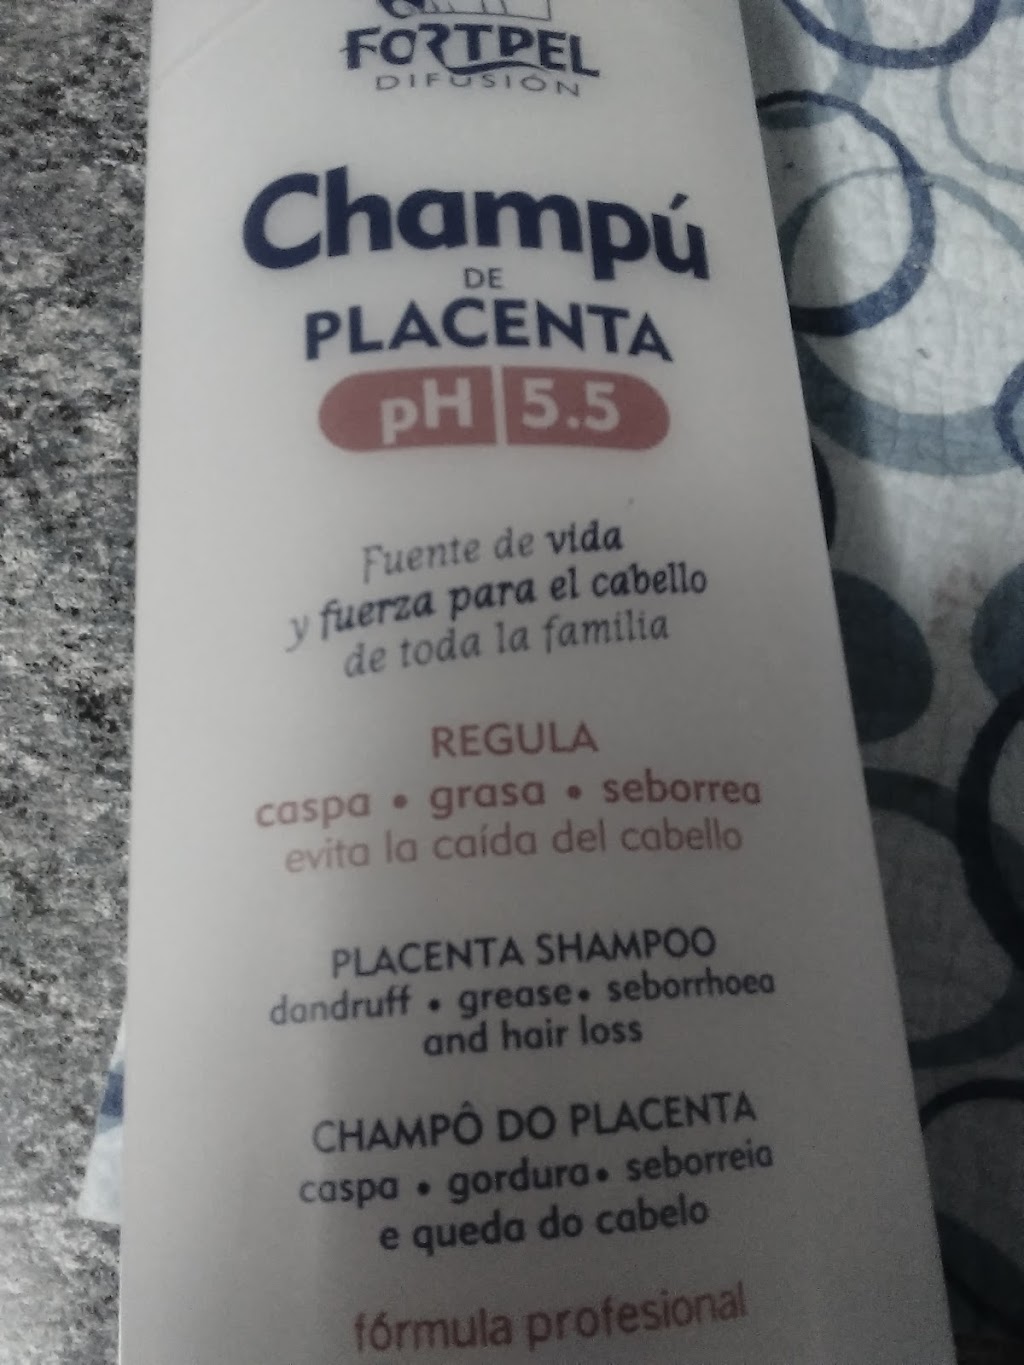 FORTPEL
DIFUSIÓN
Champú
DE
PLACENTA
pH 5.5
Fuente de vida
y fuerza para el cabello
de toda la familia
REGULA
caspa • grasa • seborrea
evita la caída del cabello
PLACENTA SHAMPOO
dandruff • grease • seborrhoea
and hair loss
CHAMPÔ DO PLACENTA
caspa • gordura • seborreia
e queda do cabelo
fórmula profesional